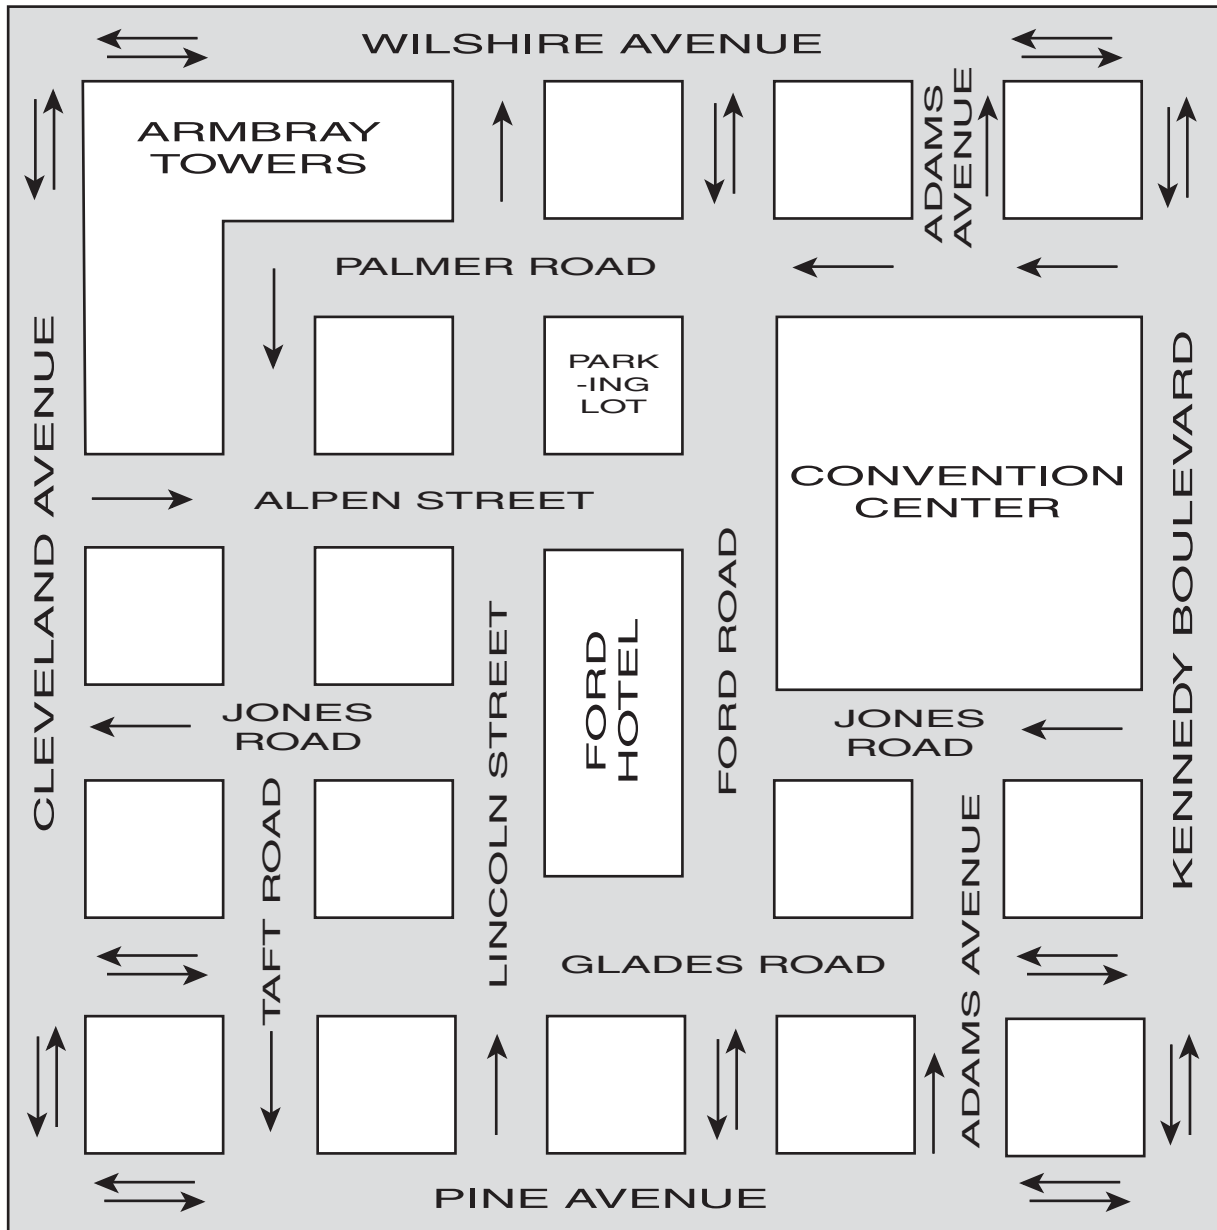 WILSHIRE AVENUE
ADAMS
AVENUE
ARMBRAY
TOWERS
PALMER ROAD
PARK
-ING
LOT
CLEVELAND AVENUE
ALPEN STREET
CONVENTION
CENTER
KENNEDY BOULEVARD
FORD ROAD
FORD
HOTEL
LINCOLN STREET
JONES
ROAD
JONES
ROAD
TAFT ROAD
ADAMS AVENUE
GLADES ROAD
PINE AVENUE